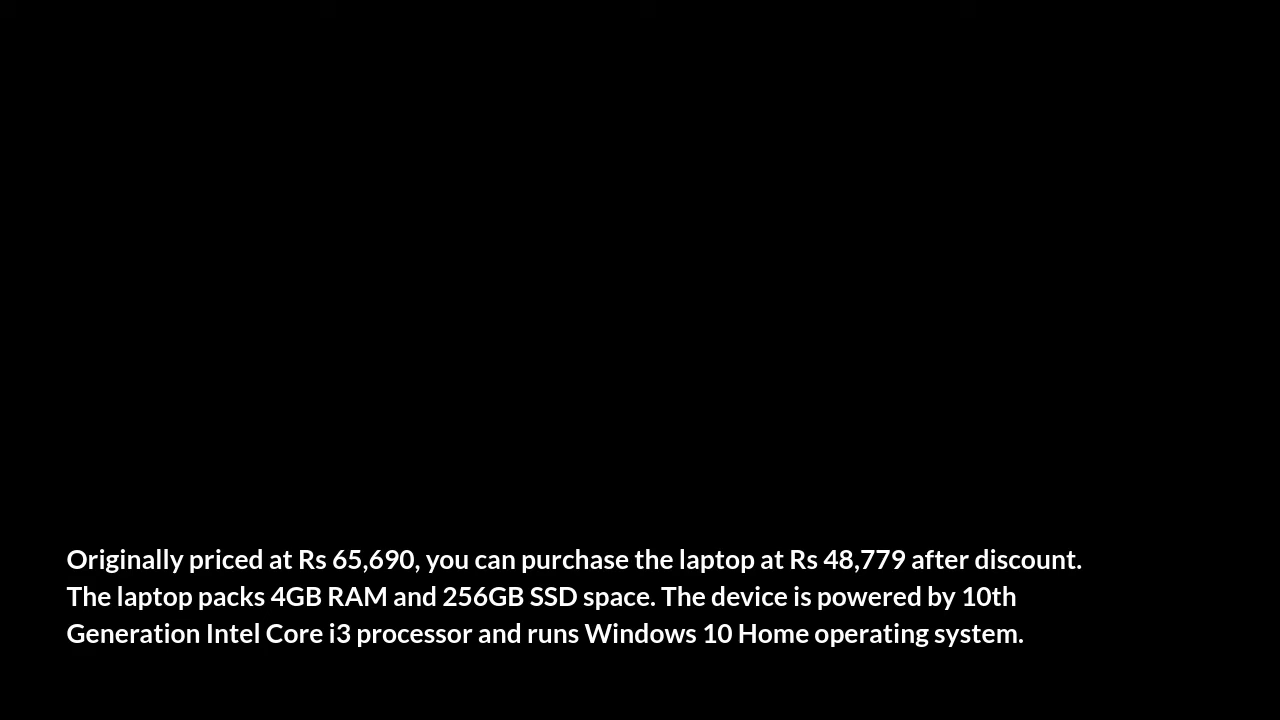 Originally priced at Rs 65,690, you can purchase the laptop at Rs 48,779 after discount.
The laptop packs 4GB RAM and 256GB SSD space. The device is powered by 10th
Generation Intel Core i3 processor and runs Windows 10 Home operating system.